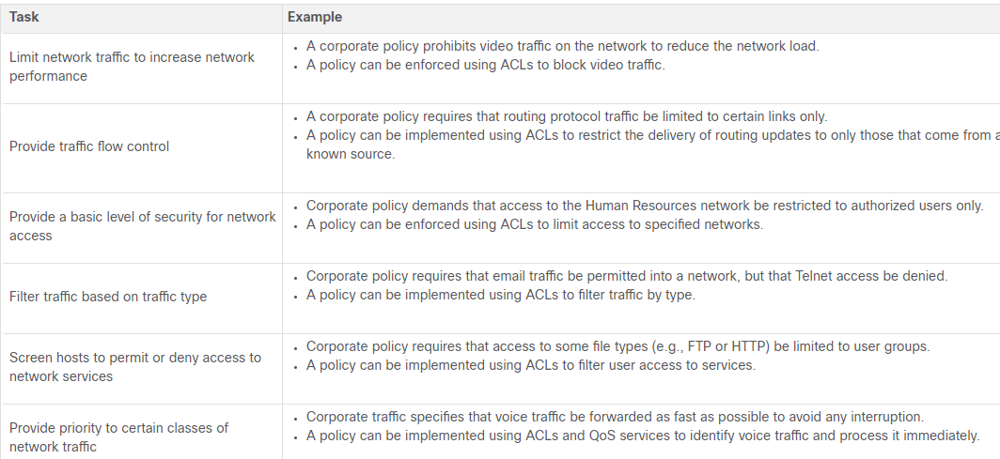 Task
Example
Limit network traffic to increase network
performance
A corporate policy prohibits video traffic on the network to reduce the network load.
A policy can be enforced using ACLs to block video traffic.
Provide traffic flow control
A corporate policy requires that routing protocol traffic be limited to certain links only.
A policy can be implemented using ACLs to restrict the delivery of routing updates to only those that come from a
known source.
Provide a basic level of security for network
access
Corporate policy demands that access to the Human Resources network be restricted to authorized users only.
A policy can be enforced using ACLs to limit access to specified networks.
Filter traffic based on traffic type
Corporate policy requires that email traffic be permitted into a network, but that Telnet access be denied.
A policy can be implemented using ACLs to filter traffic by type.
Screen hosts to permit or deny access to
network services
Corporate policy requires that access to some file types (e.g., FTP or HTTP) be limited to user groups.
A policy can be implemented using ACLs to filter user access to services.
Provide priority to certain classes of
network traffic
Corporate traffic specifies that voice traffic be forwarded as fast as possible to avoid any interruption.
A policy can be implemented using ACLs and QoS services to identify voice traffic and process it immediately.